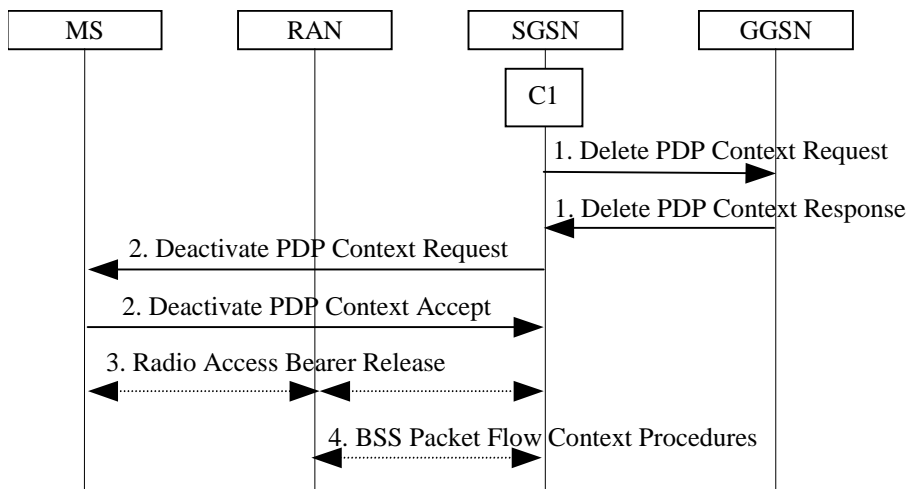 MS
RAN
SGSN
GGSN
C1
1. Delete PDP Context Request
1. Delete PDP Context Response
2. Deactivate PDP Context Request
2. Deactivate PDP Context Accept
3. Radio Access Bearer Release
4. BSS Packet Flow Context Procedures